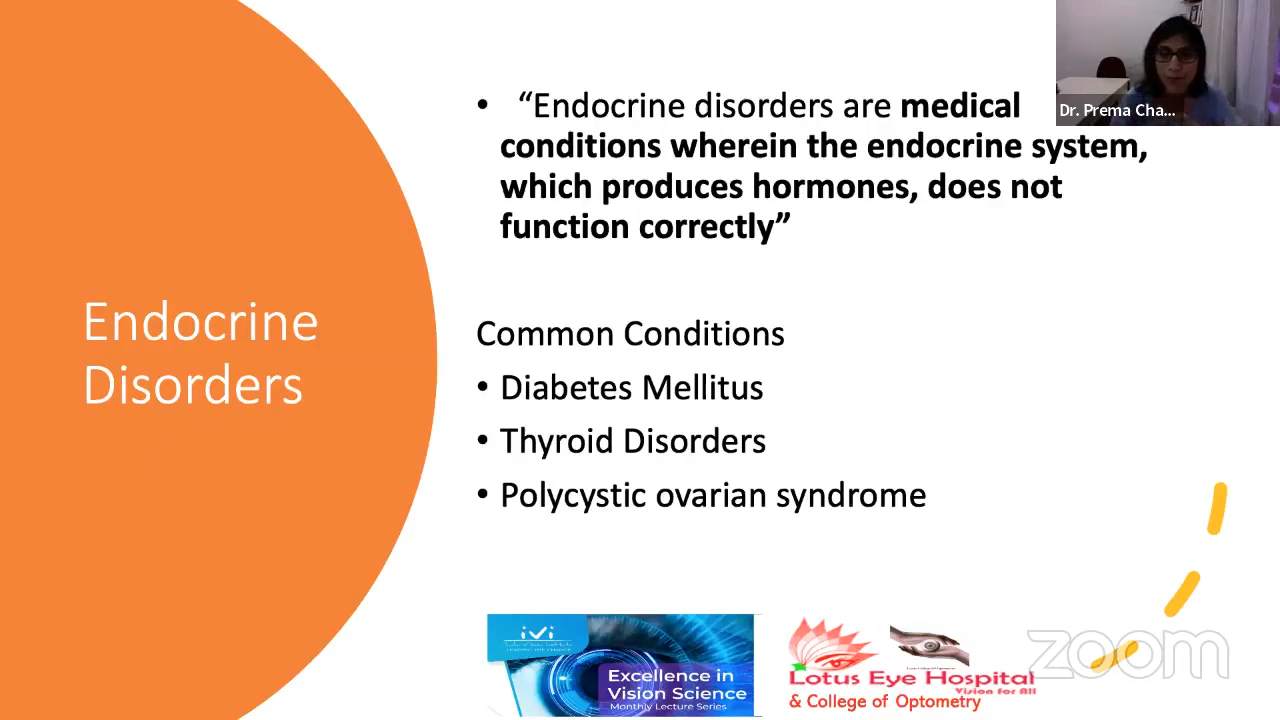 Dr. Prema Cha...
• “Endocrine disorders are medical
conditions wherein the endocrine system,
which produces hormones, does not
function correctly”
Endocrine
Disorders
Common Conditions
• Diabetes Mellitus
• Thyroid Disorders
• Polycystic ovarian syndrome
ivi
Excellence in
Vision Science
Monthly Lecture Series
Lotus Eye Hospital
Vision for All
& College of Optometry
zoom